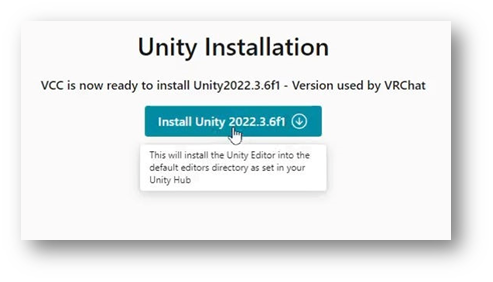 Unity Installation
VCC is now ready to install Unity2022.3.6f1 - Version used by VRChat
Install Unity 2022.3.6f1
This will install the Unity Editor into the
default editors directory as set in your
Unity Hub